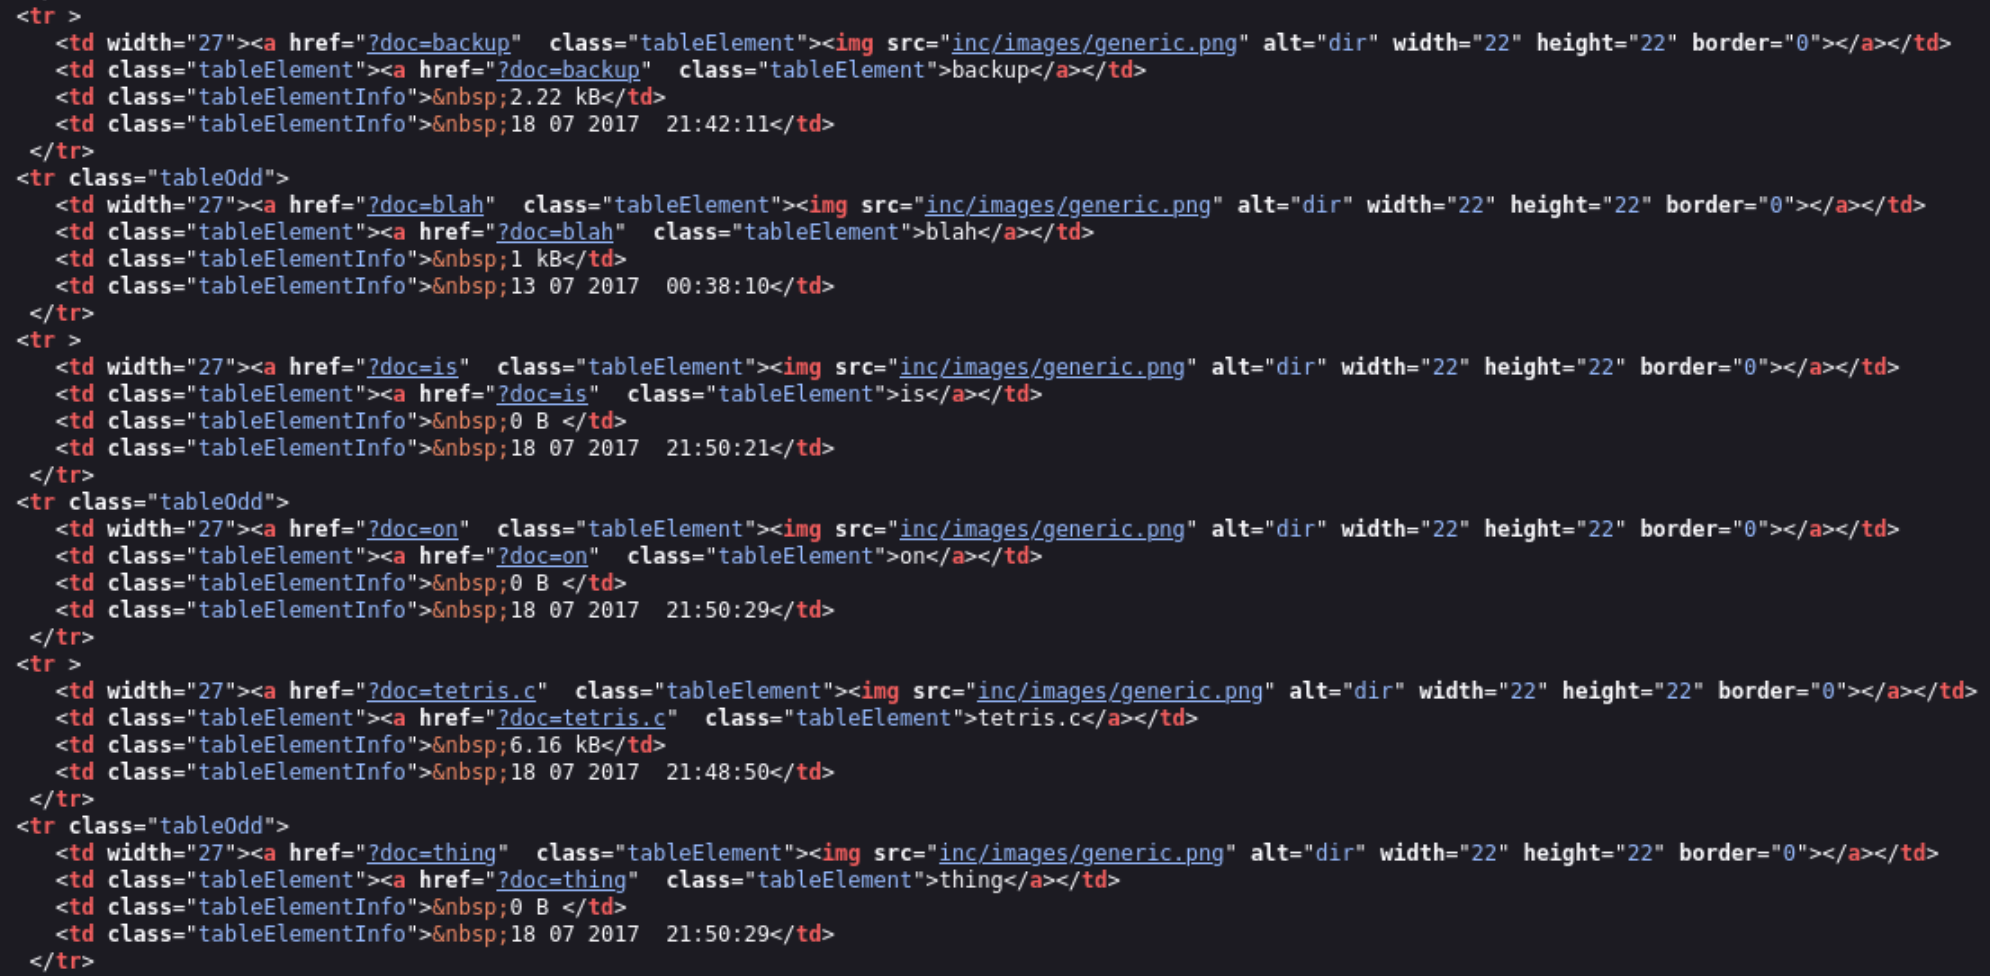 <tr >
<td width="27"><a href="?doc=backup"  class="tableElement"><img src="inc/images/generic.png" alt="dir" width="22" height="22" border="0"></a></td>
<td class="tableElement"><a href="?doc=backup"  class="tableElement">backup</a></td>
<td class="tableElementInfo">&nbsp;2.22 kB</td>
<td class="tableElementInfo">&nbsp;18 07 2017  21:42:11</td>
</tr>
<tr class="tableOdd">
<td width="27"><a href="?doc=blah"  class="tableElement"><img src="inc/images/generic.png" alt="dir" width="22" height="22" border="0"></a></td>
<td class="tableElement"><a href="?doc=blah"  class="tableElement">blah</a></td>
<td class="tableElementInfo">&nbsp;1 kB</td>
<td class="tableElementInfo">&nbsp;13 07 2017  00:38:10</td>
</tr>
<tr >
<td width="27"><a href="?doc=is"  class="tableElement"><img src="inc/images/generic.png" alt="dir" width="22" height="22" border="0"></a></td>
<td class="tableElement"><a href="?doc=is"  class="tableElement">is</a></td>
<td class="tableElementInfo">&nbsp;0 B </td>
<td class="tableElementInfo">&nbsp;18 07 2017  21:50:21</td>
</tr>
<tr class="tableOdd">
<td width="27"><a href="?doc=on"  class="tableElement"><img src="inc/images/generic.png" alt="dir" width="22" height="22" border="0"></a></td>
<td class="tableElement"><a href="?doc=on"  class="tableElement">on</a></td>
<td class="tableElementInfo">&nbsp;0 B </td>
<td class="tableElementInfo">&nbsp;18 07 2017  21:50:29</td>
</tr>
<tr >
<td width="27"><a href="?doc=tetris.c"  class="tableElement"><img src="inc/images/generic.png" alt="dir" width="22" height="22" border="0"></a></td>
<td class="tableElement"><a href="?doc=tetris.c"  class="tableElement">tetris.c</a></td>
<td class="tableElementInfo">&nbsp;6.16 kB</td>
<td class="tableElementInfo">&nbsp;18 07 2017  21:48:50</td>
</tr>
<tr class="tableOdd">
<td width="27"><a href="?doc=thing"  class="tableElement"><img src="inc/images/generic.png" alt="dir" width="22" height="22" border="0"></a></td>
<td class="tableElement"><a href="?doc=thing"  class="tableElement">thing</a></td>
<td class="tableElementInfo">&nbsp;0 B </td>
<td class="tableElementInfo">&nbsp;18 07 2017  21:50:29</td>
</tr>